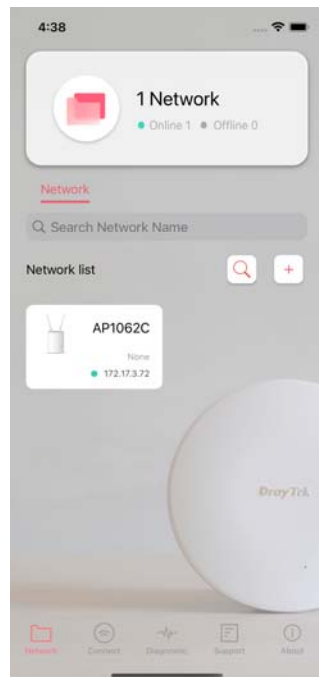 4:38
1 Network
Online 1 Offline 0
Network
Search Network Name
Network list
+
AP1062C
None
172.17.3.72
DrayTek
Network Connect Diagnostic Support About